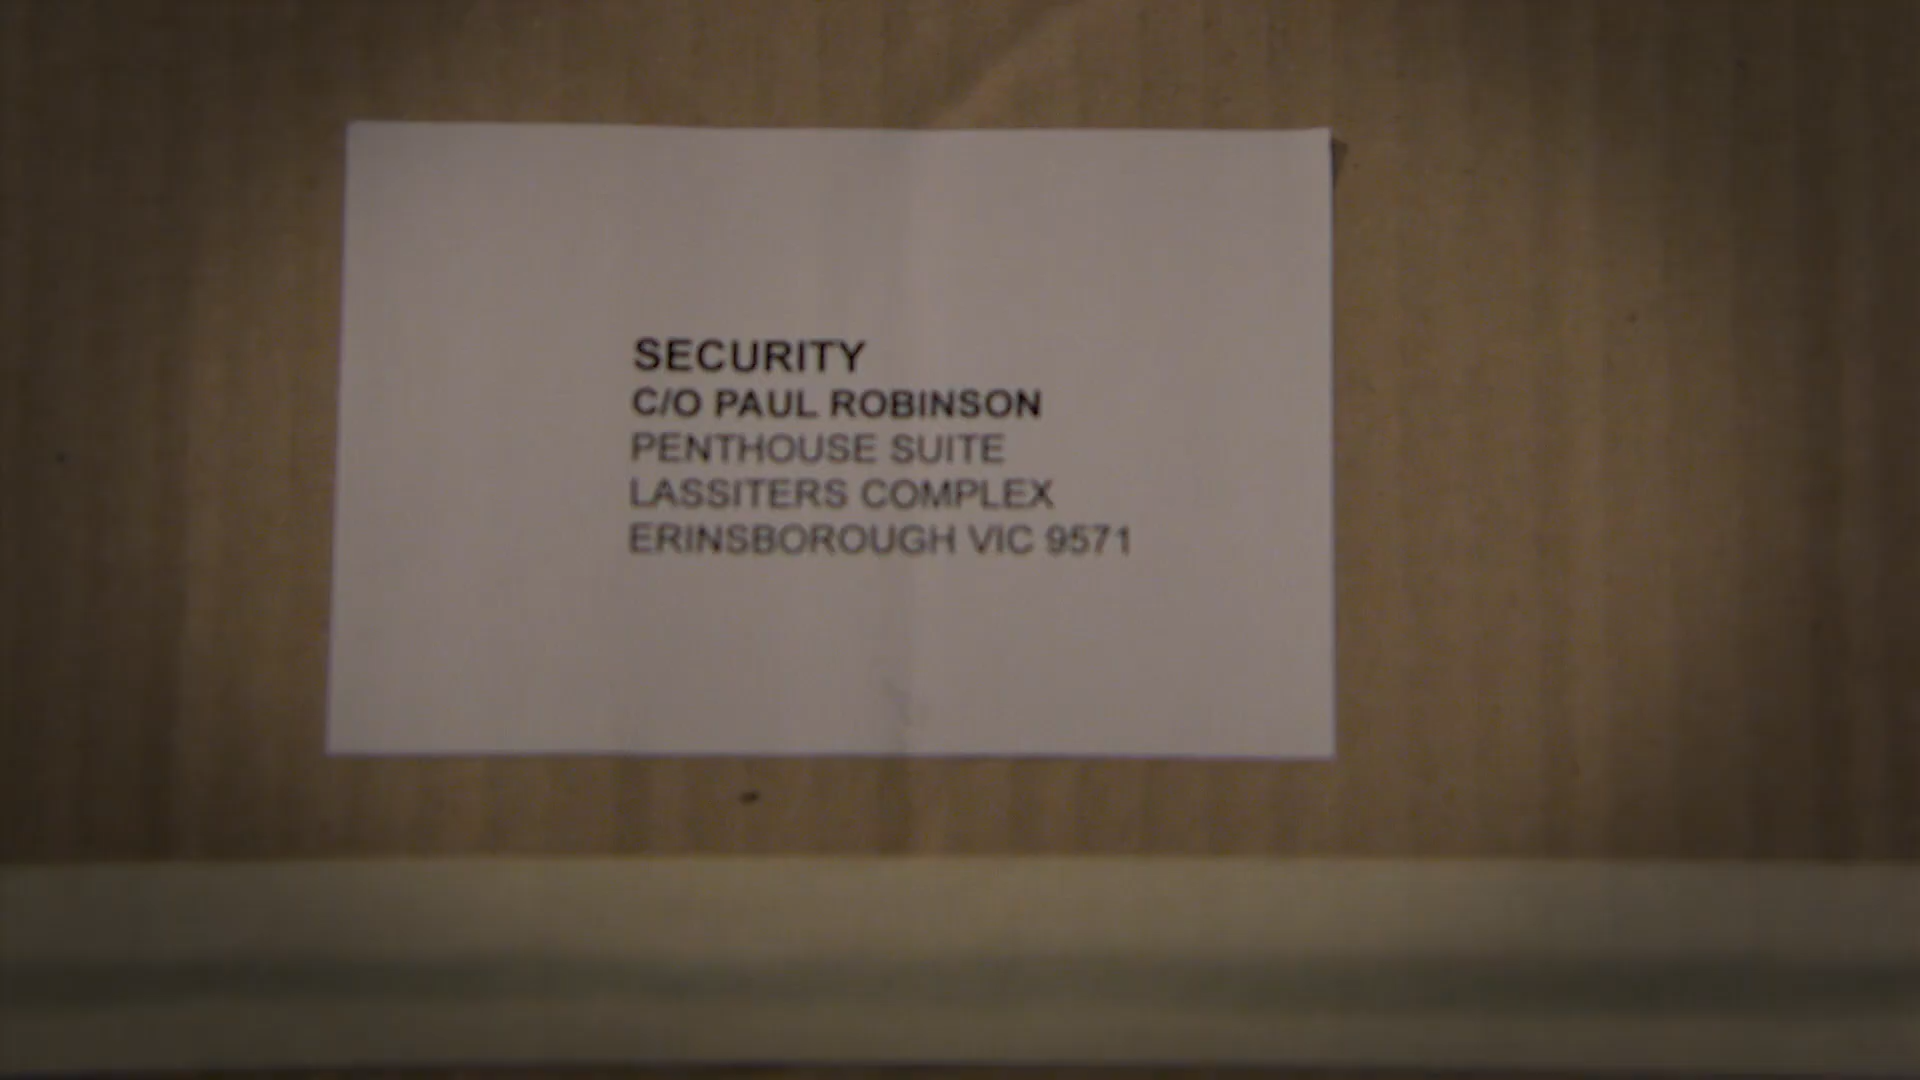 SECURITY
C/O PAUL ROBINSON
PENTHOUSE SUITE
LASSITERS COMPLEX
ERINSBOROUGH VIC 9571